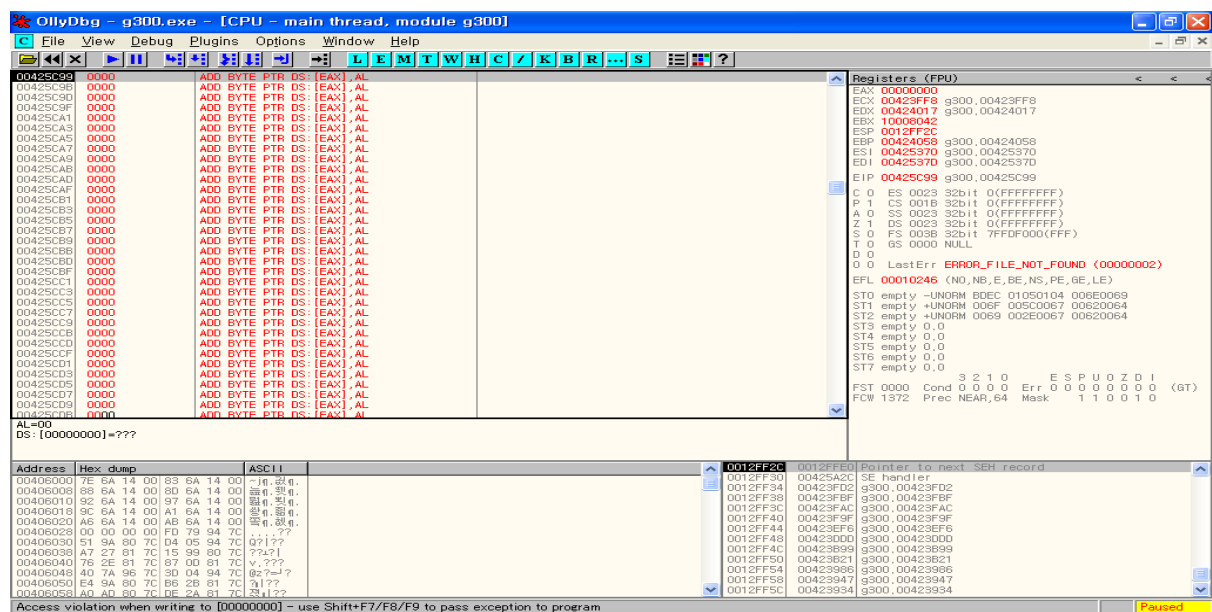 OllyDbg - g300.exe - [CPU - main thread, module g300]
C File View Debug Plugins Options Window Help
L E M T W H C / K B R ... S ?
00425C99 0000 ADD BYTE PTR DS:[EAX],AL
00425C9B 0000 ADD BYTE PTR DS:[EAX],AL
00425C9D 0000 ADD BYTE PTR DS:[EAX],AL
00425C9F 0000 ADD BYTE PTR DS:[EAX],AL
00425CA1 0000 ADD BYTE PTR DS:[EAX],AL
00425CA3 0000 ADD BYTE PTR DS:[EAX],AL
00425CA5 0000 ADD BYTE PTR DS:[EAX],AL
00425CA7 0000 ADD BYTE PTR DS:[EAX],AL
00425CA9 0000 ADD BYTE PTR DS:[EAX],AL
00425CAB 0000 ADD BYTE PTR DS:[EAX],AL
00425CAD 0000 ADD BYTE PTR DS:[EAX],AL
00425CAF 0000 ADD BYTE PTR DS:[EAX],AL
00425CB1 0000 ADD BYTE PTR DS:[EAX],AL
00425CB3 0000 ADD BYTE PTR DS:[EAX],AL
00425CB5 0000 ADD BYTE PTR DS:[EAX],AL
00425CB7 0000 ADD BYTE PTR DS:[EAX],AL
00425CB9 0000 ADD BYTE PTR DS:[EAX],AL
00425CBB 0000 ADD BYTE PTR DS:[EAX],AL
00425CBD 0000 ADD BYTE PTR DS:[EAX],AL
00425CBF 0000 ADD BYTE PTR DS:[EAX],AL
00425CC1 0000 ADD BYTE PTR DS:[EAX],AL
00425CC3 0000 ADD BYTE PTR DS:[EAX],AL
00425CC5 0000 ADD BYTE PTR DS:[EAX],AL
00425CC7 0000 ADD BYTE PTR DS:[EAX],AL
00425CC9 0000 ADD BYTE PTR DS:[EAX],AL
00425CCB 0000 ADD BYTE PTR DS:[EAX],AL
00425CCD 0000 ADD BYTE PTR DS:[EAX],AL
00425CCF 0000 ADD BYTE PTR DS:[EAX],AL
00425CD1 0000 ADD BYTE PTR DS:[EAX],AL
00425CD3 0000 ADD BYTE PTR DS:[EAX],AL
00425CD5 0000 ADD BYTE PTR DS:[EAX],AL
00425CD7 0000 ADD BYTE PTR DS:[EAX],AL
00425CD9 0000 ADD BYTE PTR DS:[EAX],AL
00425CDB 0000 ADD BYTE PTR DS:[EAX],AL
AL=00
DS:[00000000]=???
Registers (FPU) < < <
EAX 00000000
ECX 00423FF8 g300.00423FF8
EDX 00424017 g300.00424017
EBX 10008042
ESP 0012FF2C
EBP 00424058 g300.00424058
ESI 00425370 g300.00425370
EDI 0042537D g300.0042537D
EIP 00425C99 g300.00425C99
C 0 ES 0023 32bit 0(FFFFFFFF)
P 1 CS 001B 32bit 0(FFFFFFFF)
A 0 SS 0023 32bit 0(FFFFFFFF)
Z 1 DS 0023 32bit 0(FFFFFFFF)
S 0 FS 003B 32bit 7FFDF000(FFF)
T 0 GS 0000 NULL
D 0
O 0 LastErr ERROR_FILE_NOT_FOUND (00000002)
EFL 00010246 (NO,NB,E,BE,NS,PE,GE,LE)
ST0 empty -UNORM BDEC 01050104 006E0069
ST1 empty +UNORM 006F 005C0067 00620064
ST2 empty +UNORM 0069 002E0067 00620064
ST3 empty 0.0
ST4 empty 0.0
ST5 empty 0.0
ST6 empty 0.0
ST7 empty 0.0
3 2 1 0 E S P U O Z D I
FST 0000 Cond 0 0 0 0 Err 0 0 0 0 0 0 0 0 (GT)
FCW 1372 Prec NEAR,64 Mask 1 1 0 0 1 0
Address Hex dump ASCII
00406000 7E 6A 14 00 83 6A 14 00
00406008 88 6A 14 00 8D 6A 14 00
00406010 92 6A 14 00 97 6A 14 00
00406018 9C 6A 14 00 A1 6A 14 00
00406020 A6 6A 14 00 AB 6A 14 00
00406028 00 00 00 00 FD 79 94 7C ....??
00406030 51 9A 80 7C D4 05 94 7C Q?|??
00406038 A7 27 81 7C 15 99 80 7C
00406040 76 2E 81 7C 87 0D 81 7C v.???
00406048 40 7A 96 7C 3D 04 94 7C
00406050 E4 9A 80 7C B6 2B 81 7C
00406058 A0 AD 80 7C DE 2A 81 7C
0012FF2C 0012FFE0 Pointer to next SEH record
0012FF30 00425A2C SE handler
0012FF34 00423FD2 g300.00423FD2
0012FF38 00423FBF g300.00423FBF
0012FF3C 00423FAC g300.00423FAC
0012FF40 00423F9F g300.00423F9F
0012FF44 00423EF6 g300.00423EF6
0012FF48 00423DDD g300.00423DDD
0012FF4C 00423B99 g300.00423B99
0012FF50 00423B21 g300.00423B21
0012FF54 00423986 g300.00423986
0012FF58 00423947 g300.00423947
0012FF5C 00423934 g300.00423934
Access violation when writing to [00000000] - use Shift+F7/F8/F9 to pass exception to program
Paused